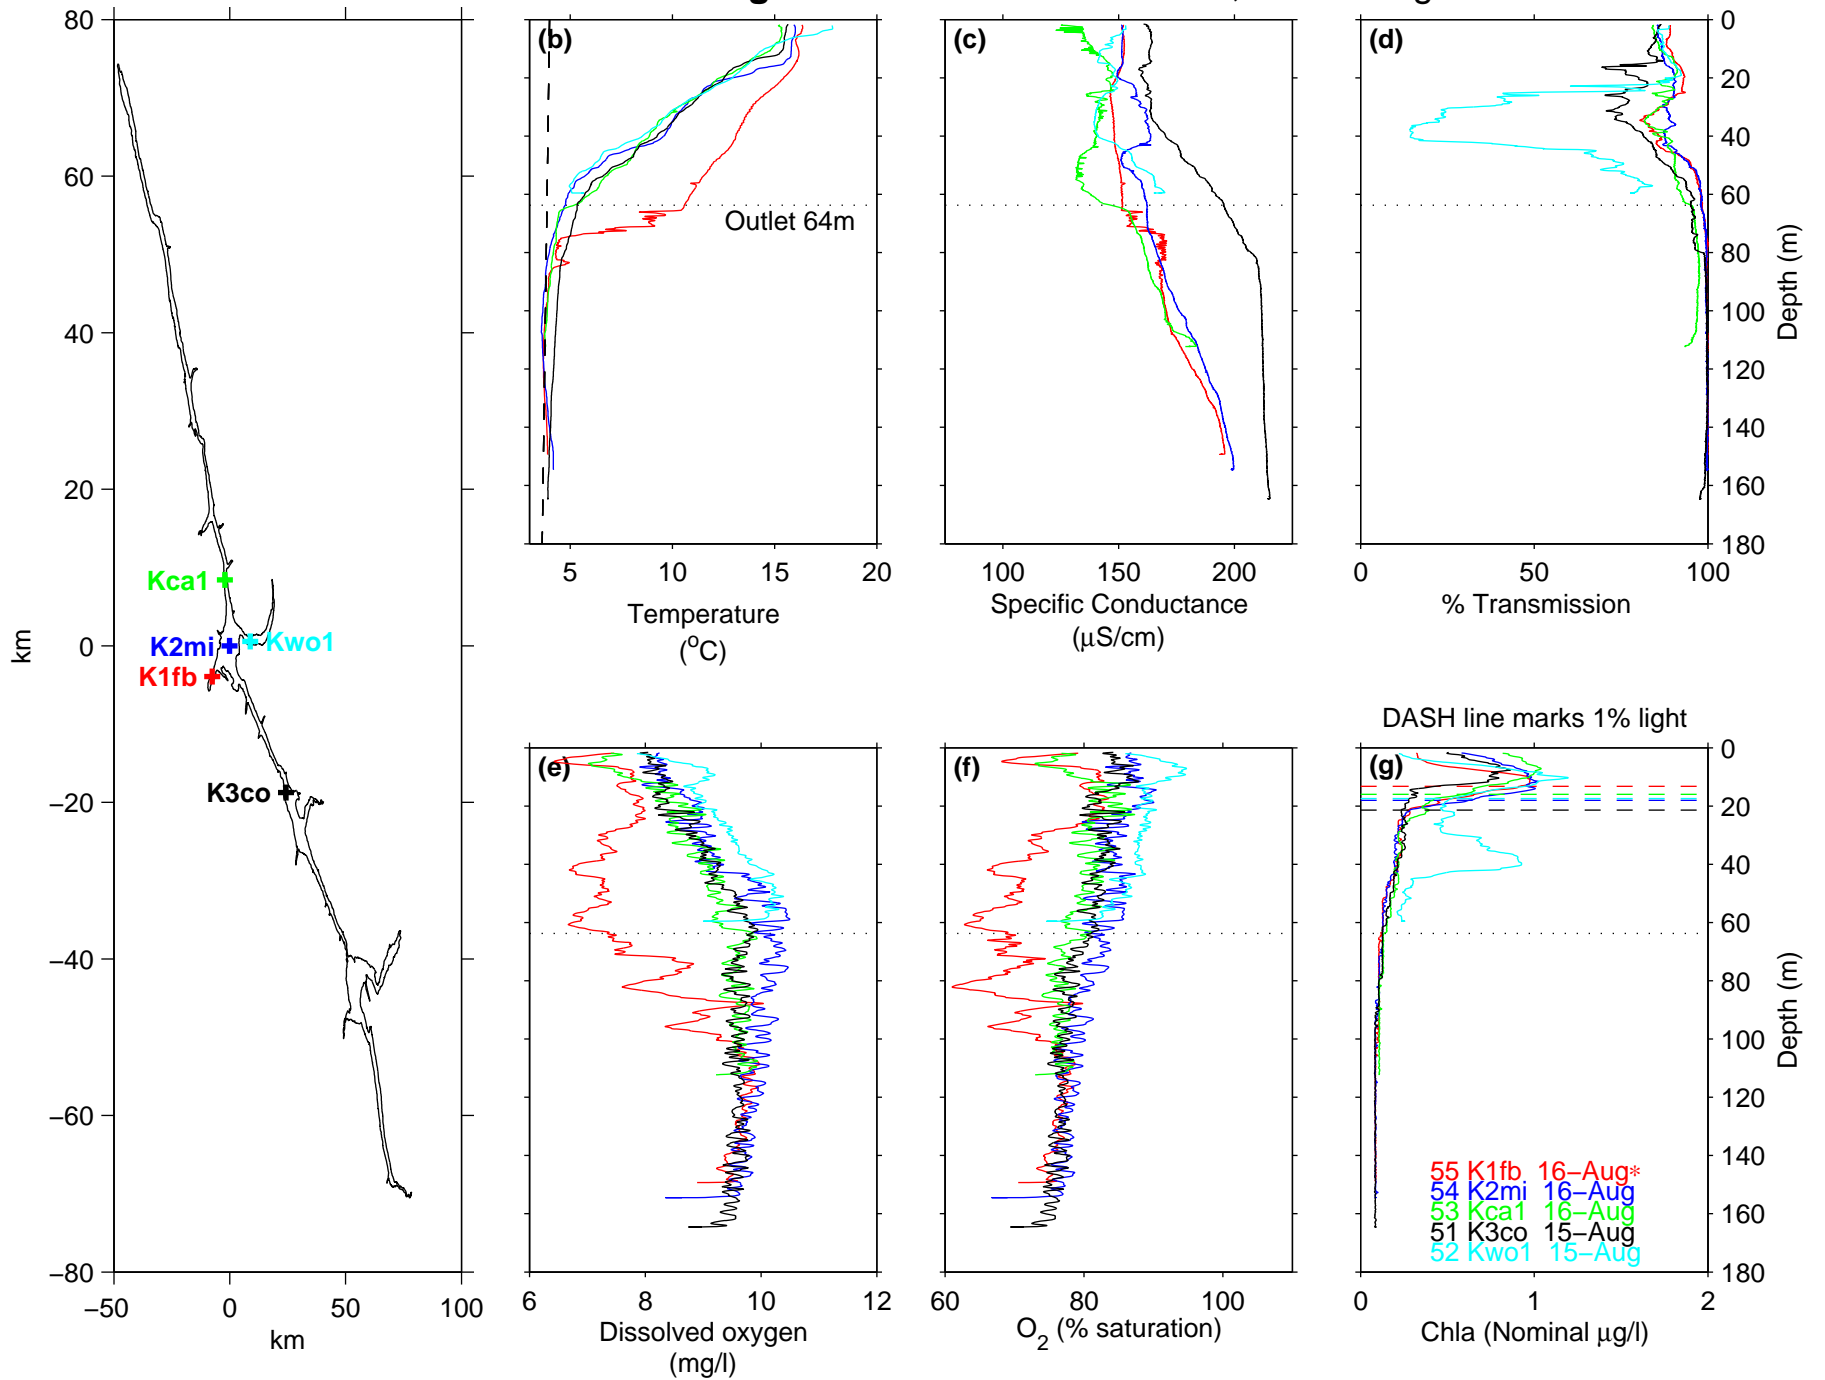 80
60
40
20
0
−20
−40
−60
−80
km
−50
0
50
100
km
Kca1
K2mi
Kwo1
K1fb
K3co
(b)
Outlet 64m
5
10
15
20
Temperature
(°C)
(c)
100
150
200
Specific Conductance
(μS/cm)
(d)
0
50
100
% Transmission
0
20
40
60
80
100
120
140
160
180
Depth (m)
(e)
6
8
10
12
Dissolved oxygen
(mg/l)
(f)
60
80
100
O2 (% saturation)
DASH line marks 1% light
(g)
55 K1fb 16−Aug*
54 K2mi 16−Aug
53 Kca1 16−Aug
51 K3co 15−Aug
52 Kwo1 15−Aug
0
1
2
Chla (Nominal μg/l)
0
20
40
60
80
100
120
140
160
180
Depth (m)